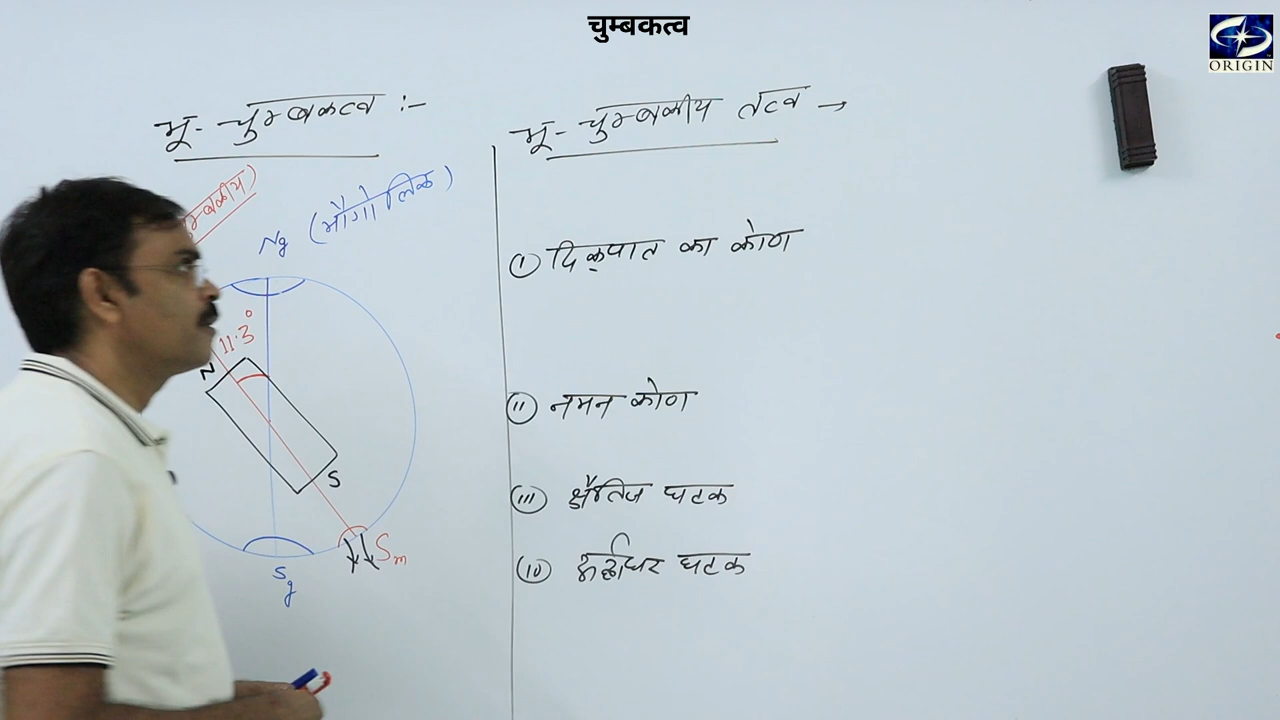 चुम्बकत्व
ORIGIN
भू- चुम्बकत्व :-
(भौगोलिक)
Ng
11.3°
N
S
Sm
Sg
भू- चुम्बकीय तत्व →
(i) दिक्पात का कोण
(ii) नमन कोण
(iii) क्षैतिज घटक
(iv) ऊर्ध्वाधर घटक